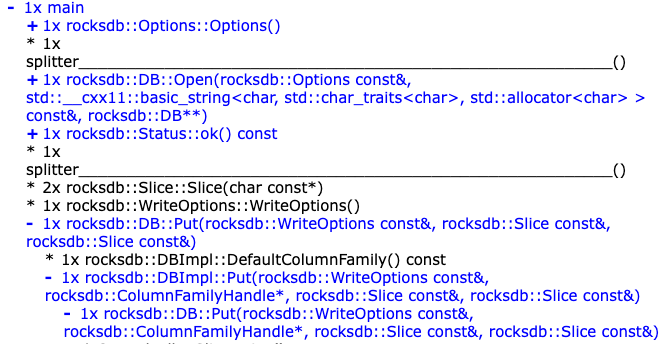 - 1x main
+ 1x rocksdb::Options::Options()
* 1x
splitter____________________________________________________________________()
+ 1x rocksdb::DB::Open(rocksdb::Options const&,
std::__cxx11::basic_string<char, std::char_traits<char>, std::allocator<char> >
const&, rocksdb::DB**)
+ 1x rocksdb::Status::ok() const
* 1x
splitter____________________________________________________________________()
* 2x rocksdb::Slice::Slice(char const*)
* 1x rocksdb::WriteOptions::WriteOptions()
- 1x rocksdb::DB::Put(rocksdb::WriteOptions const&, rocksdb::Slice const&,
rocksdb::Slice const&)
* 1x rocksdb::DBImpl::DefaultColumnFamily() const
- 1x rocksdb::DBImpl::Put(rocksdb::WriteOptions const&,
rocksdb::ColumnFamilyHandle*, rocksdb::Slice const&, rocksdb::Slice const&)
- 1x rocksdb::DB::Put(rocksdb::WriteOptions const&,
rocksdb::ColumnFamilyHandle*, rocksdb::Slice const&, rocksdb::Slice const&)